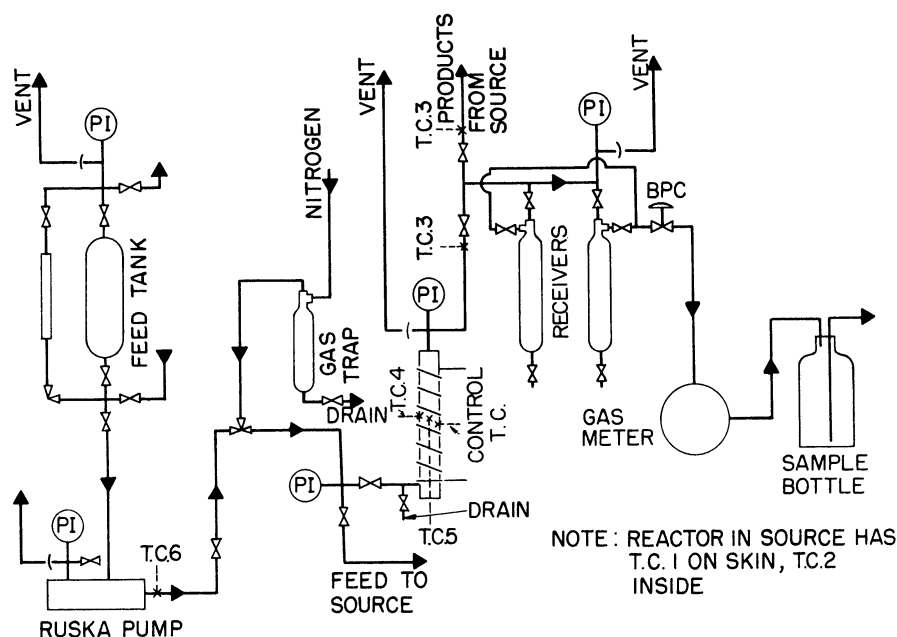 VENT
PI
FEED TANK
PI
T.C.6
RUSKA PUMP
NITROGEN
GAS
TRAP
DRAIN
FEED TO
SOURCE
VENT
PRODUCTS
FROM
SOURCE
T.C.3
T.C.3
PI
T.C.4
CONTROL
T.C.
PI
DRAIN
T.C.5
PI
VENT
RECEIVERS
BPC
GAS
METER
SAMPLE
BOTTLE
NOTE: REACTOR IN SOURCE HAS
T.C. 1 ON SKIN, T.C.2
INSIDE